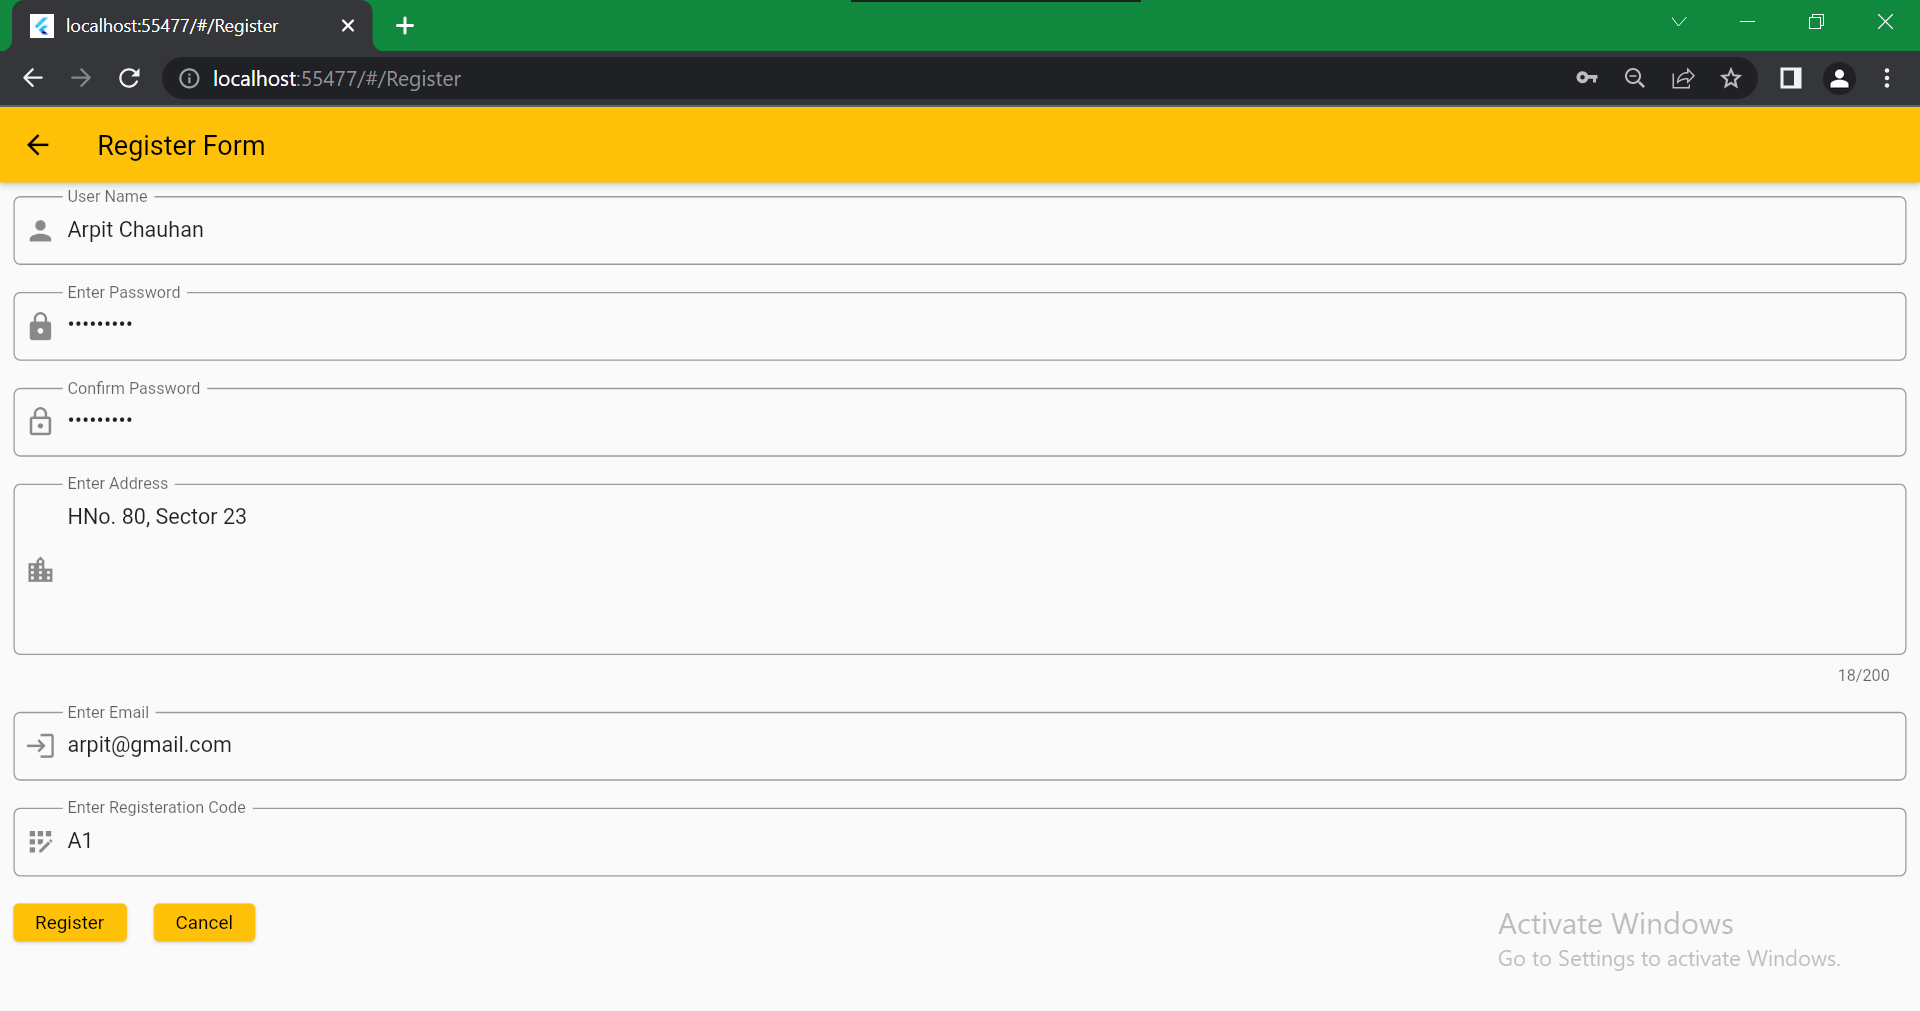 localhost:55477/#/Register
localhost:55477/#/Register
Register Form
User Name
Arpit Chauhan
Enter Password
•••••••••
Confirm Password
•••••••••
Enter Address
HNo. 80, Sector 23
18/200
Enter Email
arpit@gmail.com
Enter Registeration Code
A1
Register Cancel
Activate Windows
Go to Settings to activate Windows.